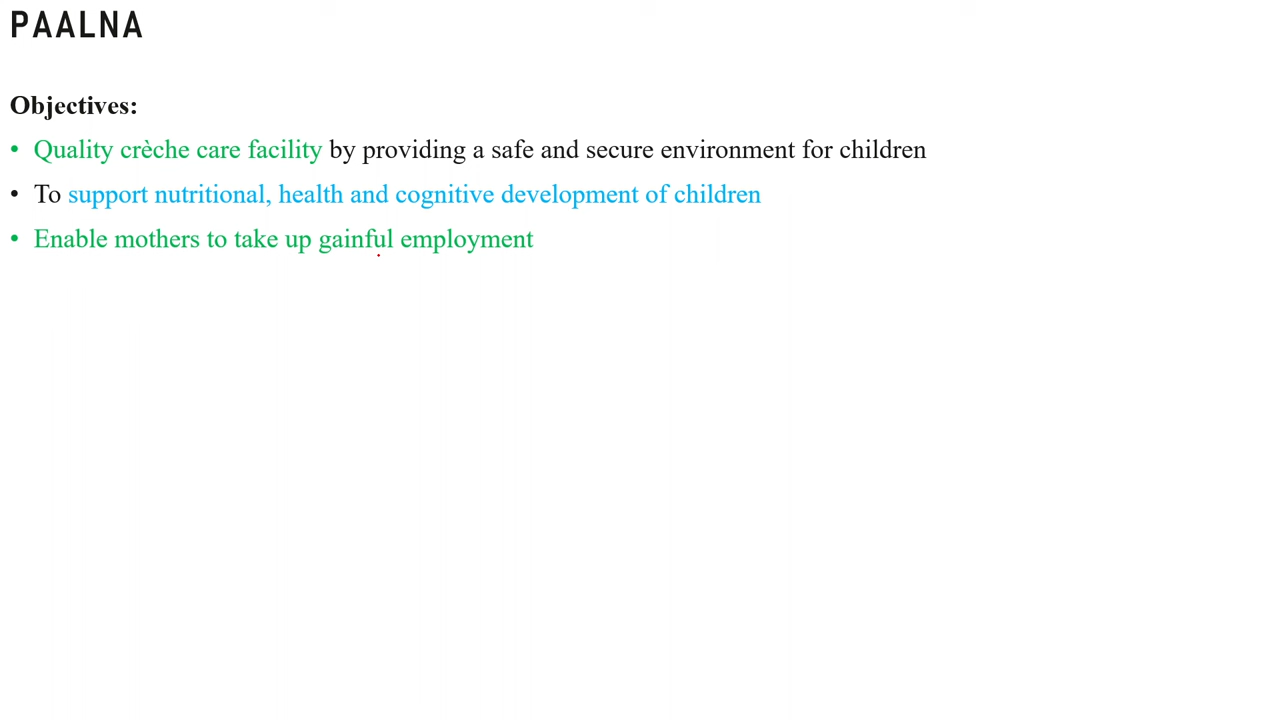 PAALNA
Objectives:
• Quality crèche care facility by providing a safe and secure environment for children
• To support nutritional, health and cognitive development of children
• Enable mothers to take up gainful employment